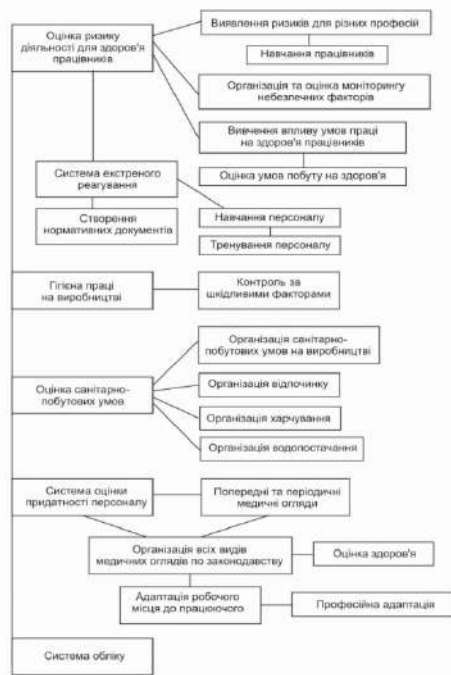 Оцінка ризику
діяльності для здоров'я
працівників
Виявлення ризиків для різних професій
Навчання працівників
Організація та оцінка моніторингу
небезпечних факторів
Вивчення впливу умов праці
на здоров'я працівників
Оцінка умов побуту на здоров'я
Система екстреного
реагування
Створення
нормативних документів
Навчання персоналу
Тренування персоналу
Гігієна праці
на виробництві
Контроль за
шкідливими факторами
Оцінка санітарно-
побутових умов
Організація санітарно-
побутових умов на виробництві
Організація відпочинку
Організація харчування
Організація водопостачання
Система оцінки
придатності персоналу
Попередні та періодичні
медичні огляди
Організація всіх видів
медичних оглядів по законодавству
Оцінка здоров'я
Адаптація робочого
місця до працюючого
Професійна адаптація
Система обліку